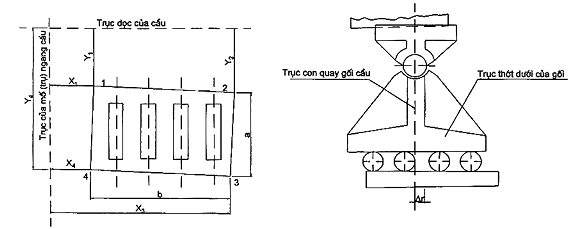 Trục dọc của cầu
Trục của mố (trụ) ngang cầu
Y₄
Y₁
Y₂
X₁
1
2
a
X₄
4
3
b
X₃
Trục con quay gối cầu
Trục thớt dưới của gối
Δr